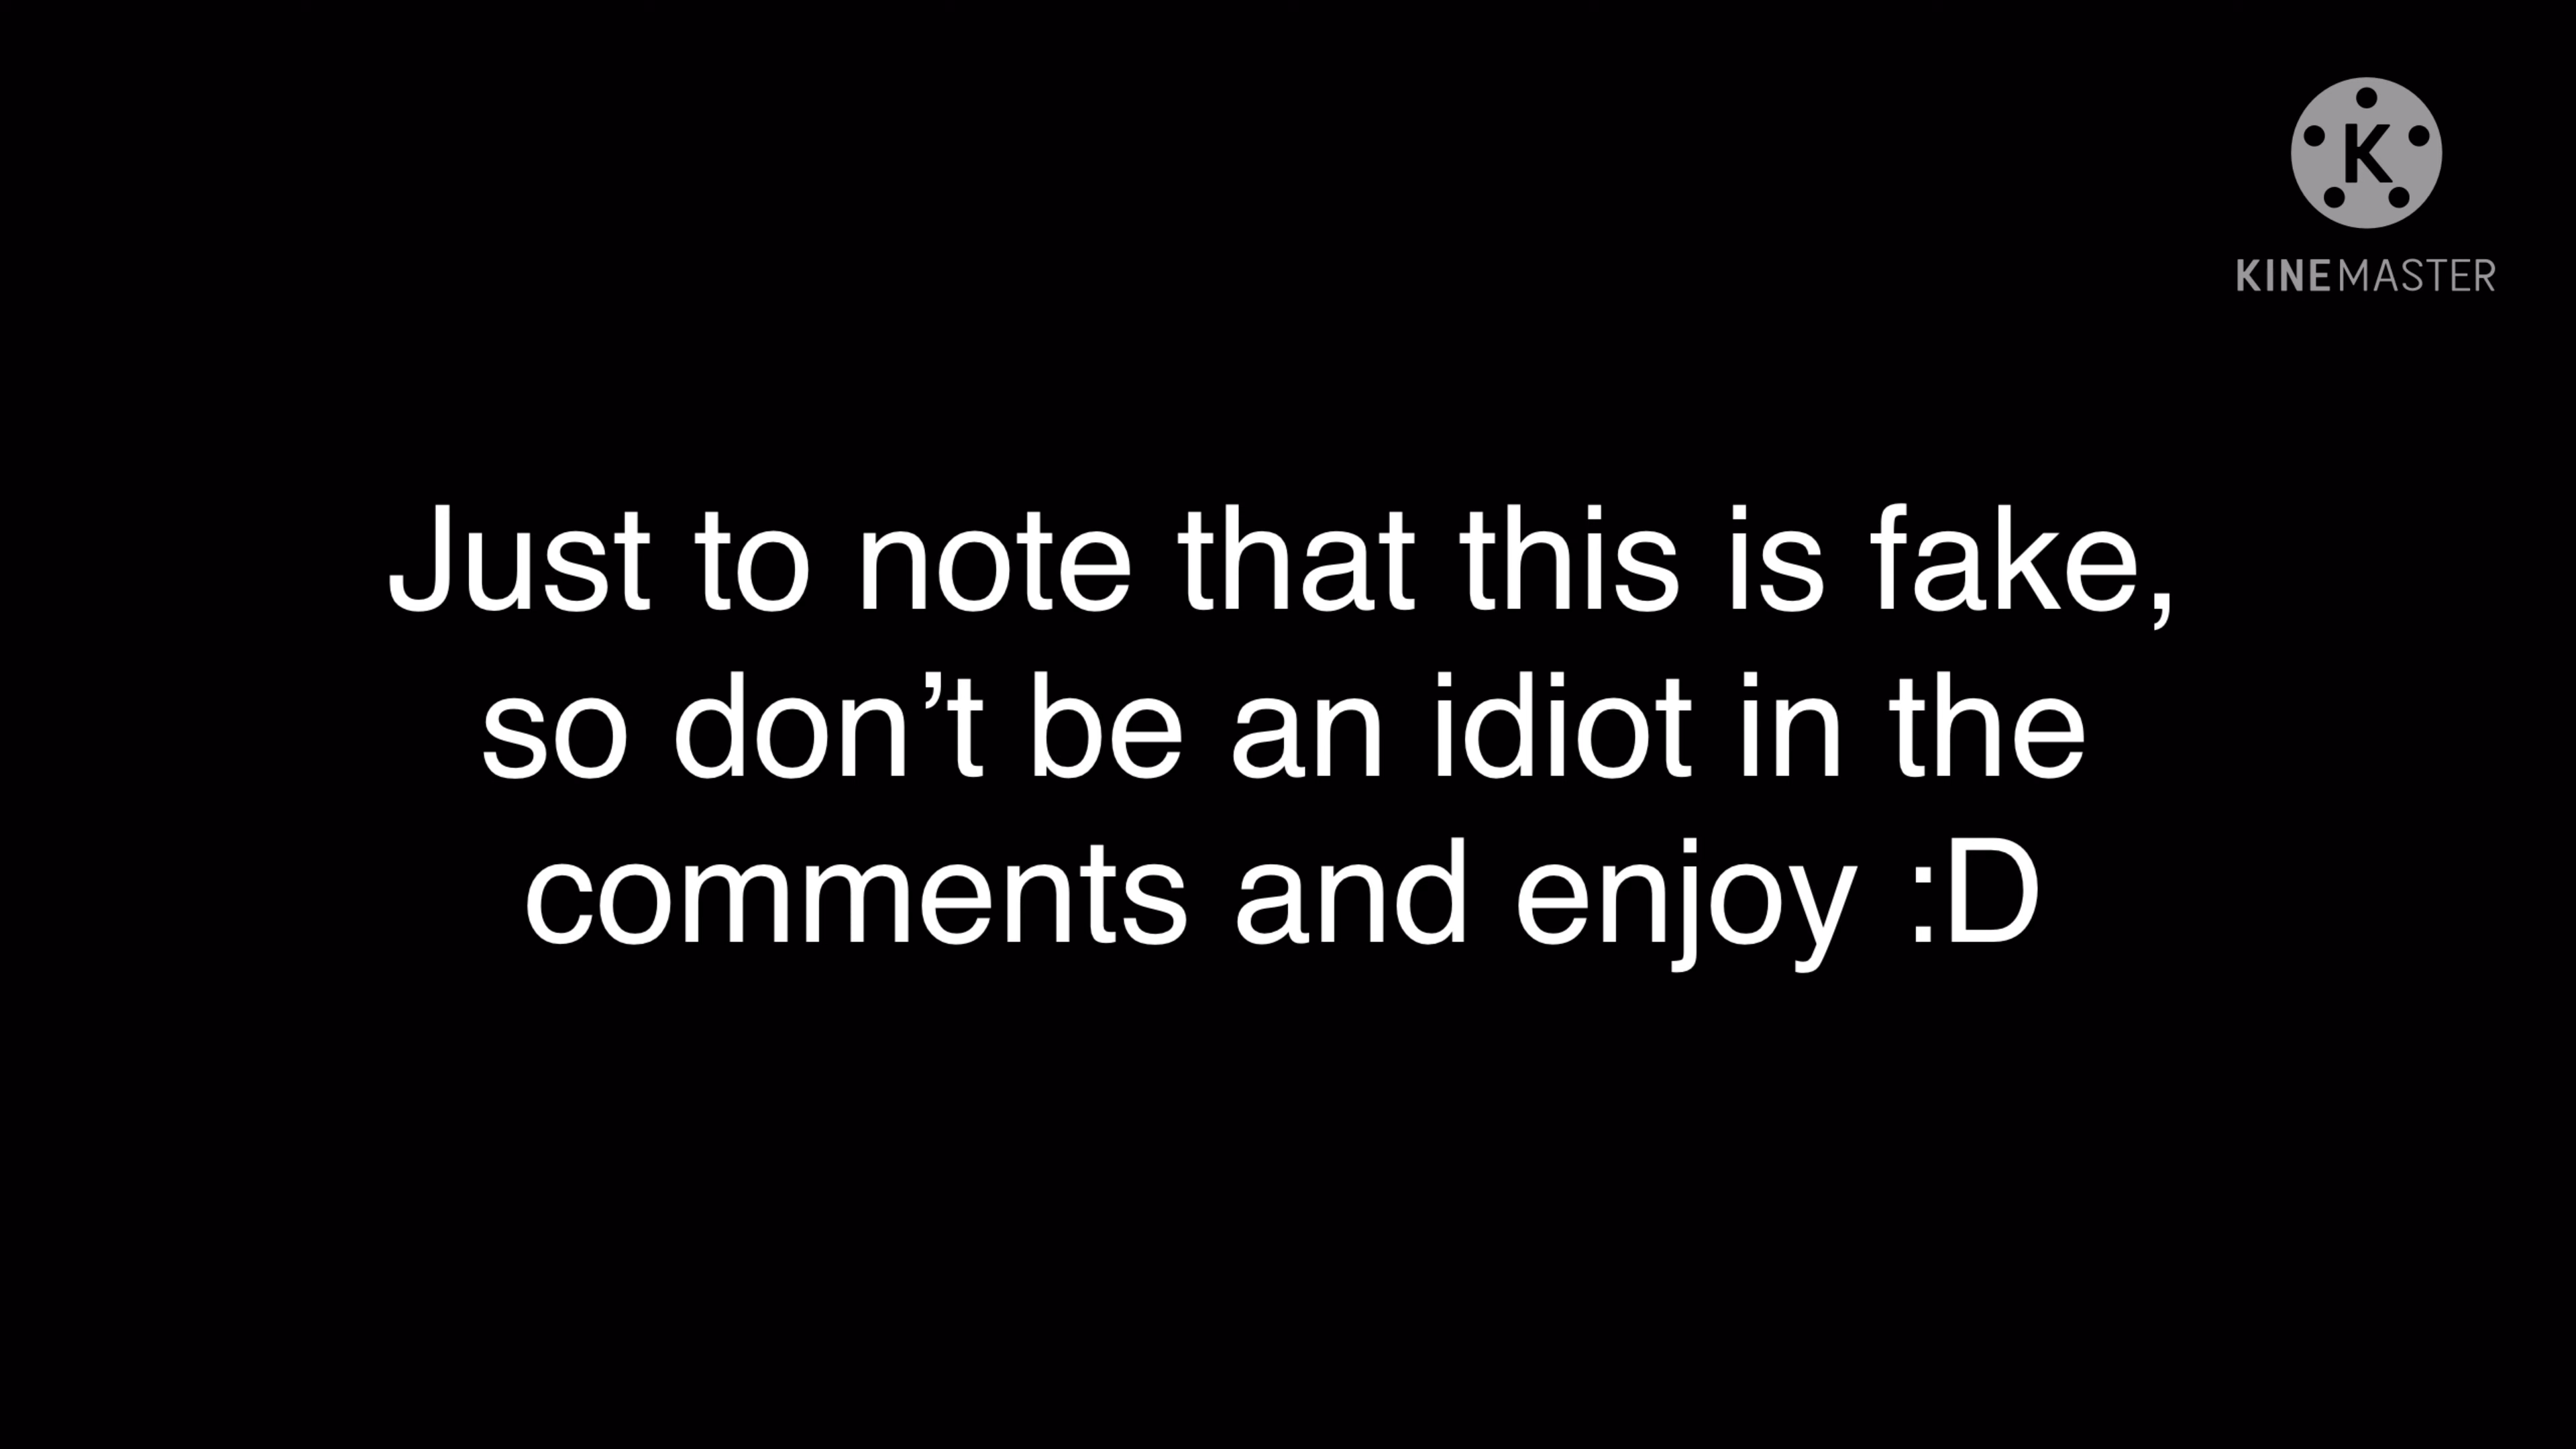 K
KINEMASTER
Just to note that this is fake,
so don’t be an idiot in the
comments and enjoy :D